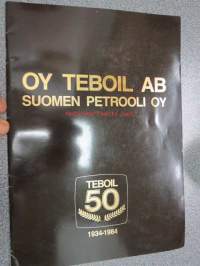 OY TEBOIL AB
SUOMEN PETROOLI OY
TEBOIL
50
1934-1984